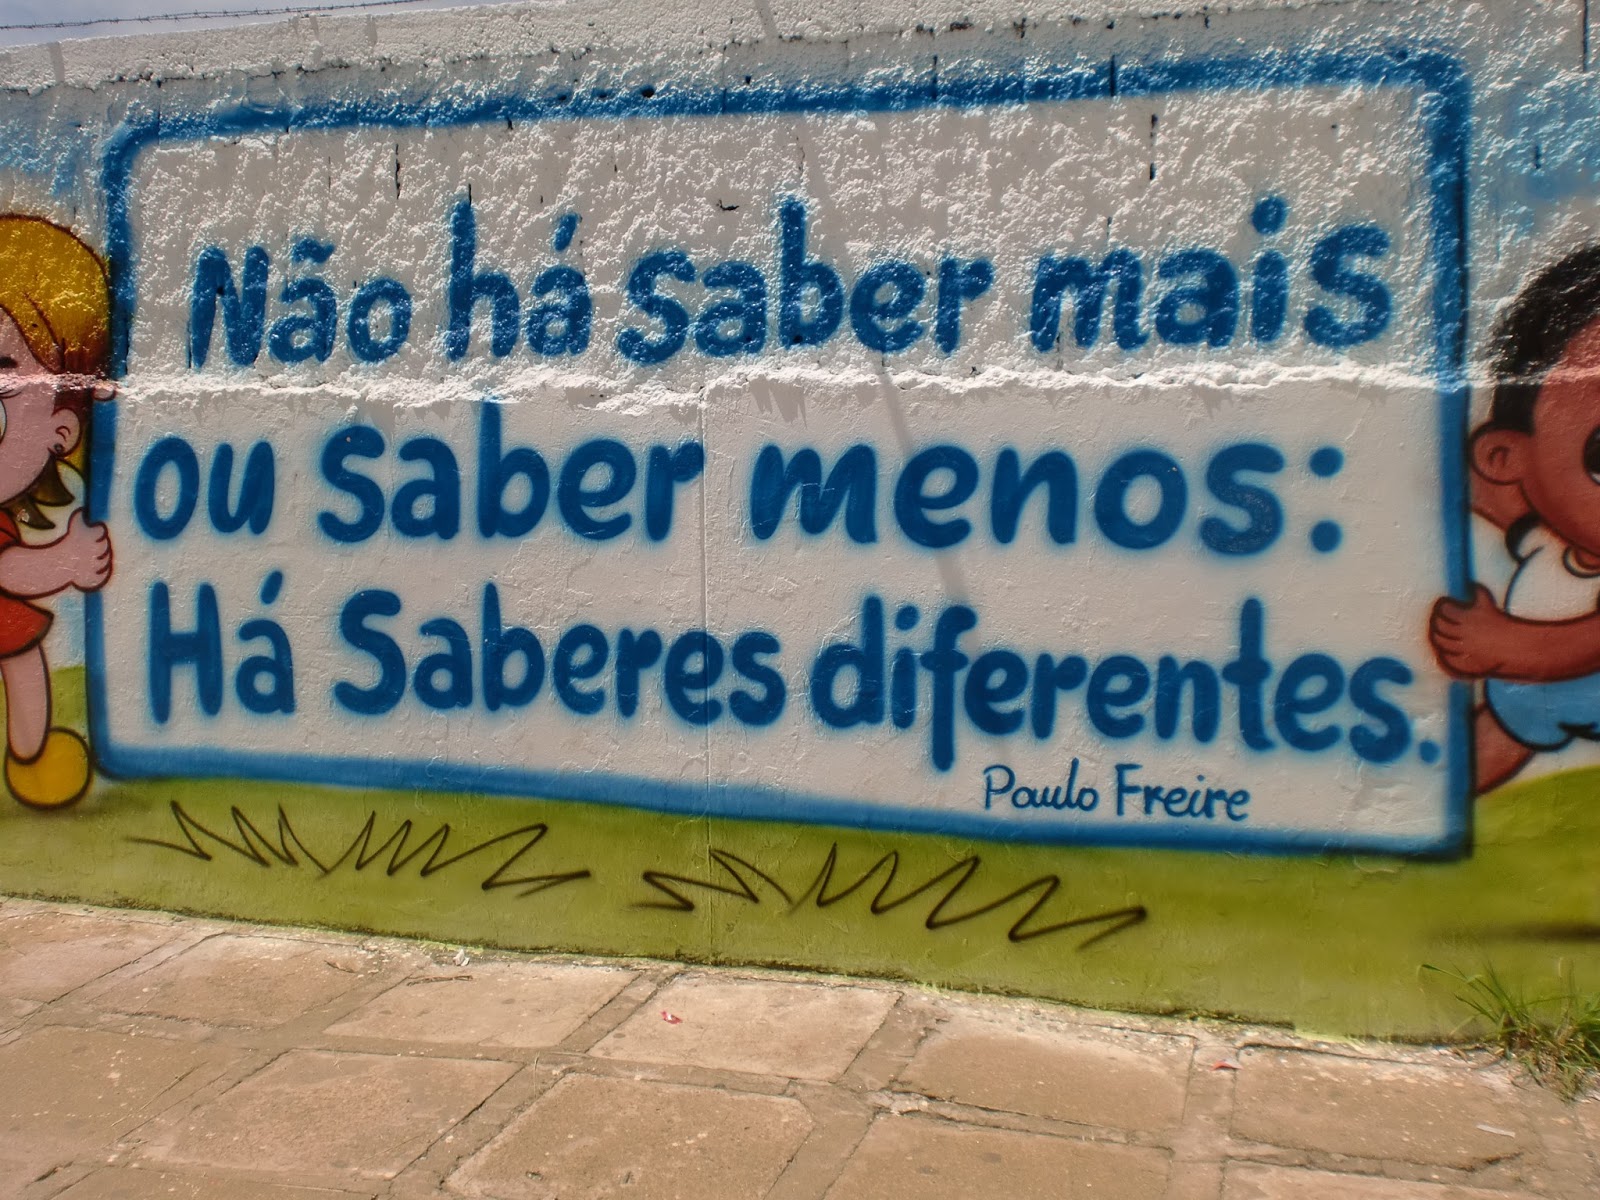 Não há saber mais
ou saber menos:
Há Saberes diferentes.
Paulo Freire